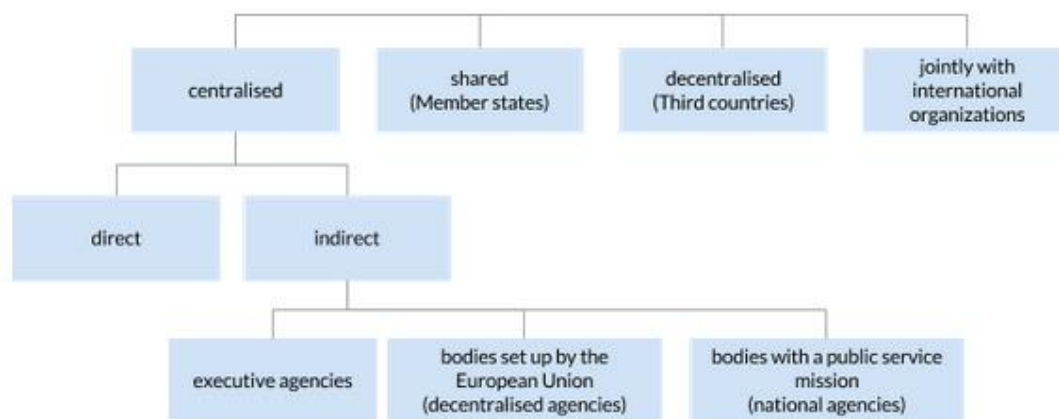 centralised
shared
(Member states)
decentralised
(Third countries)
jointly with
international
organizations
direct
indirect
executive agencies
bodies set up by the
European Union
(decentralised agencies)
bodies with a public service
mission
(national agencies)